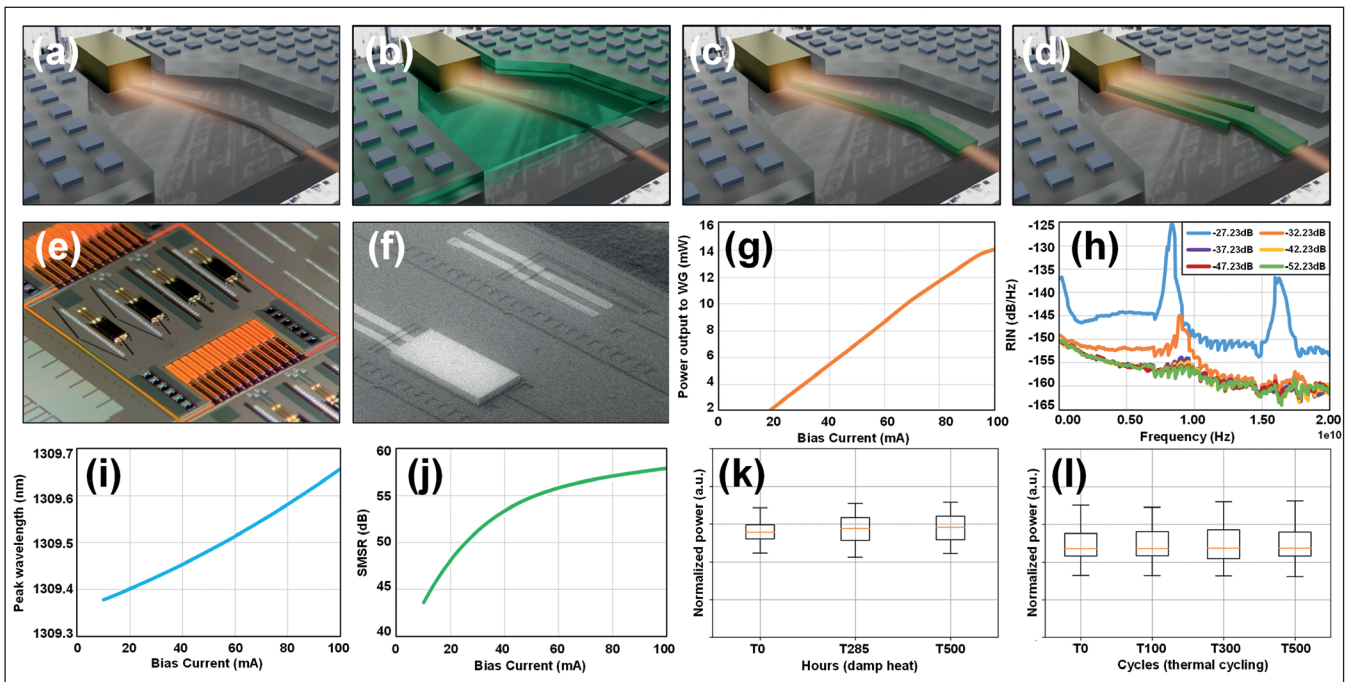 (a)
(b)
(c)
(d)
(e)
(f)
(g)
Power output to WG (mW)
16
14
12
10
8
6
4
2
0 20 40 60 80 100
Bias Current (mA)
(h)
RIN (dB/Hz)
-125
-130
-135
-140
-145
-150
-155
-160
-165
-27.23dB -32.23dB
-37.23dB -42.23dB
-47.23dB -52.23dB
0.00 0.50 1.00 1.50 2.00
1e10
Frequency (Hz)
(i)
Peak wavelength (nm)
1309.7
1309.6
1309.5
1309.4
1309.3
0 20 40 60 80 100
Bias Current (mA)
(j)
SMSR (dB)
60
55
50
45
40
0 20 40 60 80 100
Bias Current (mA)
(k)
Normalized power (a.u.)
T0 T285 T500
Hours (damp heat)
(l)
Normalized power (a.u.)
T0 T100 T300 T500
Cycles (thermal cycling)